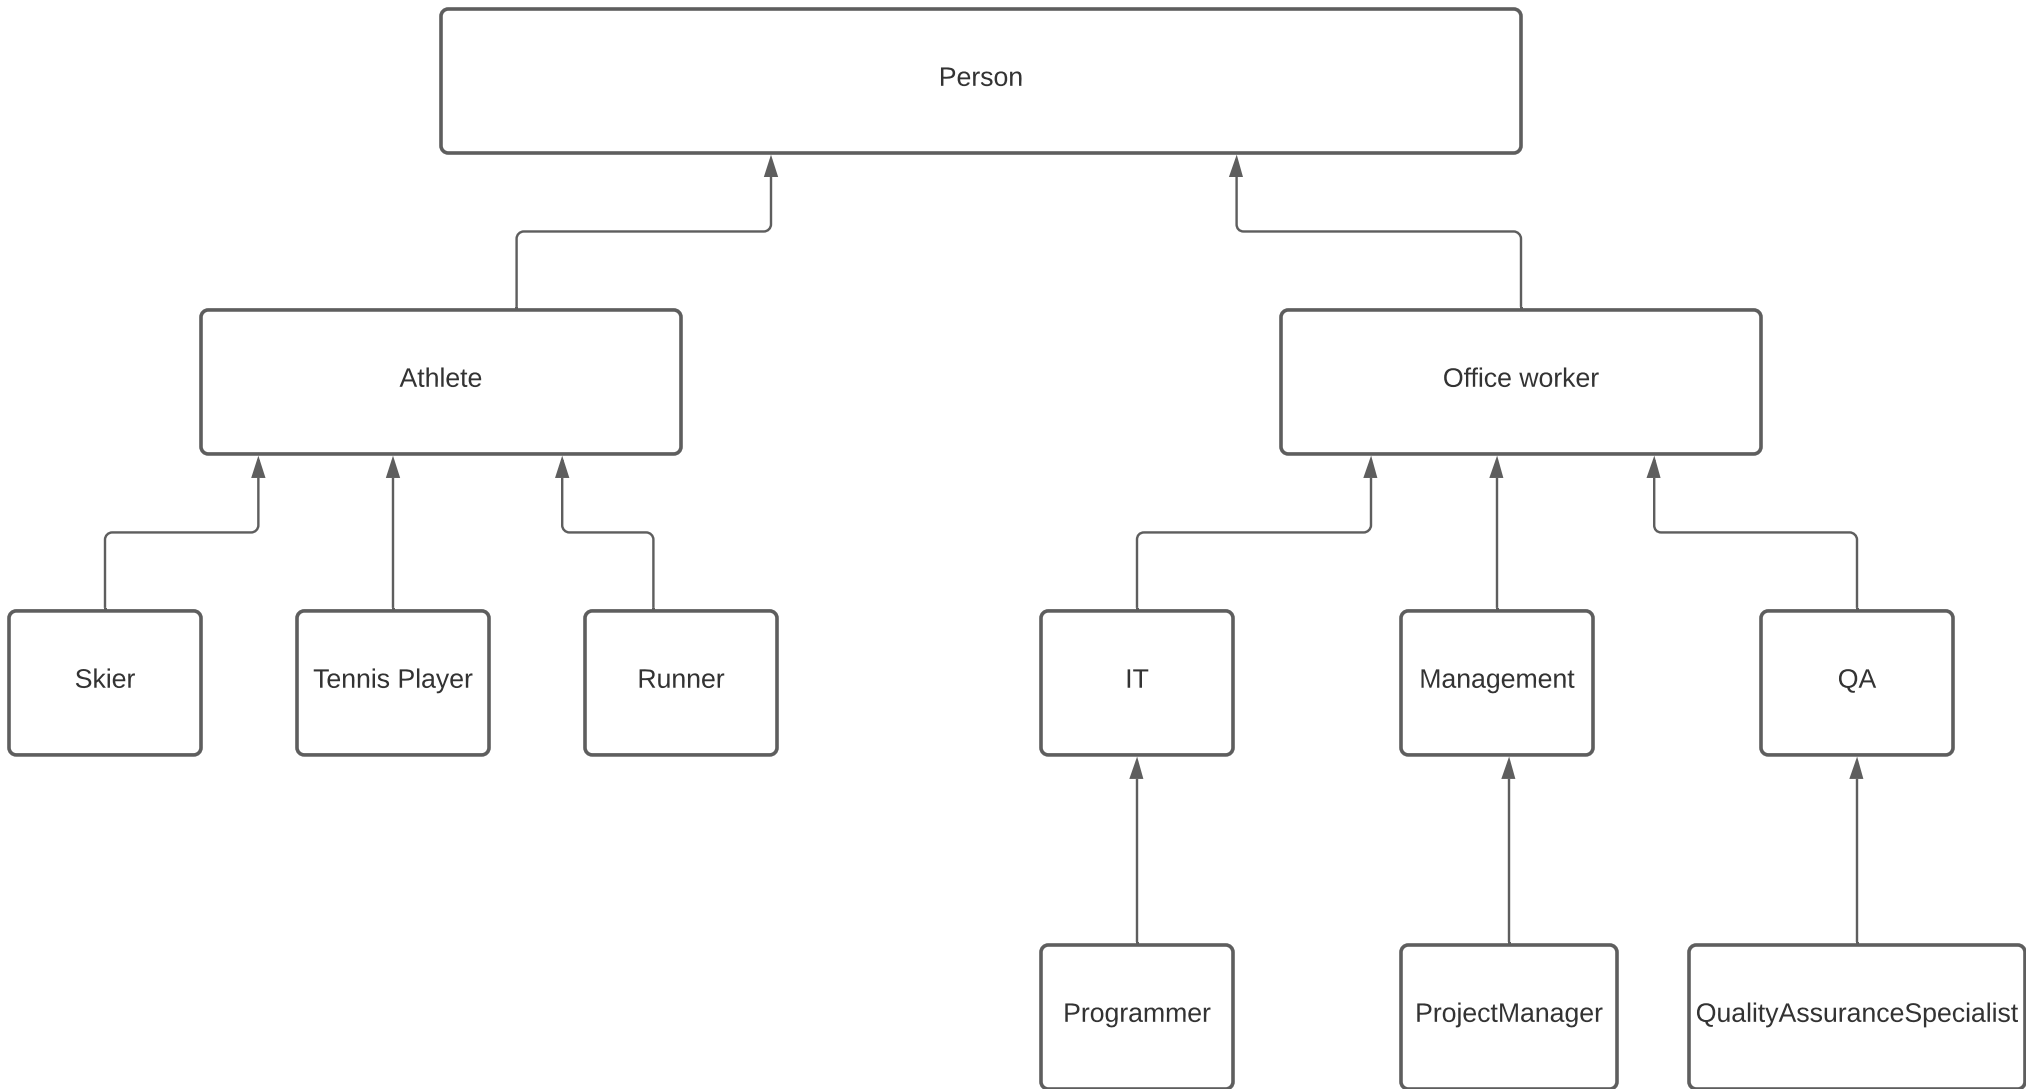 Person
Athlete
Office worker
Skier
Tennis Player
Runner
IT
Management
QA
Programmer
ProjectManager
QualityAssuranceSpecialist